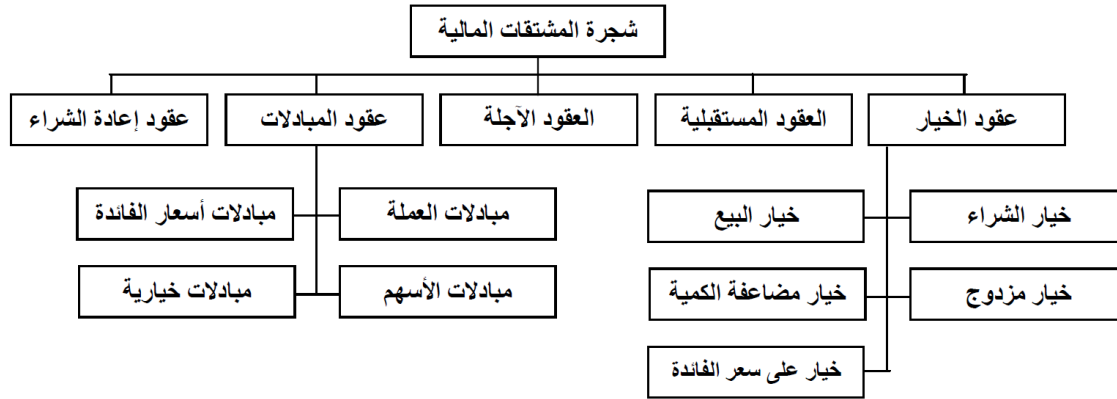 شجرة المشتقات المالية
عقود الخيار
العقود المستقبلية
العقود الآجلة
عقود المبادلات
عقود إعادة الشراء
خيار الشراء
خيار البيع
مبادلات العملة
مبادلات أسعار الفائدة
خيار مزدوج
خيار مضاعفة الكمية
مبادلات الأسهم
مبادلات خيارية
خيار على سعر الفائدة